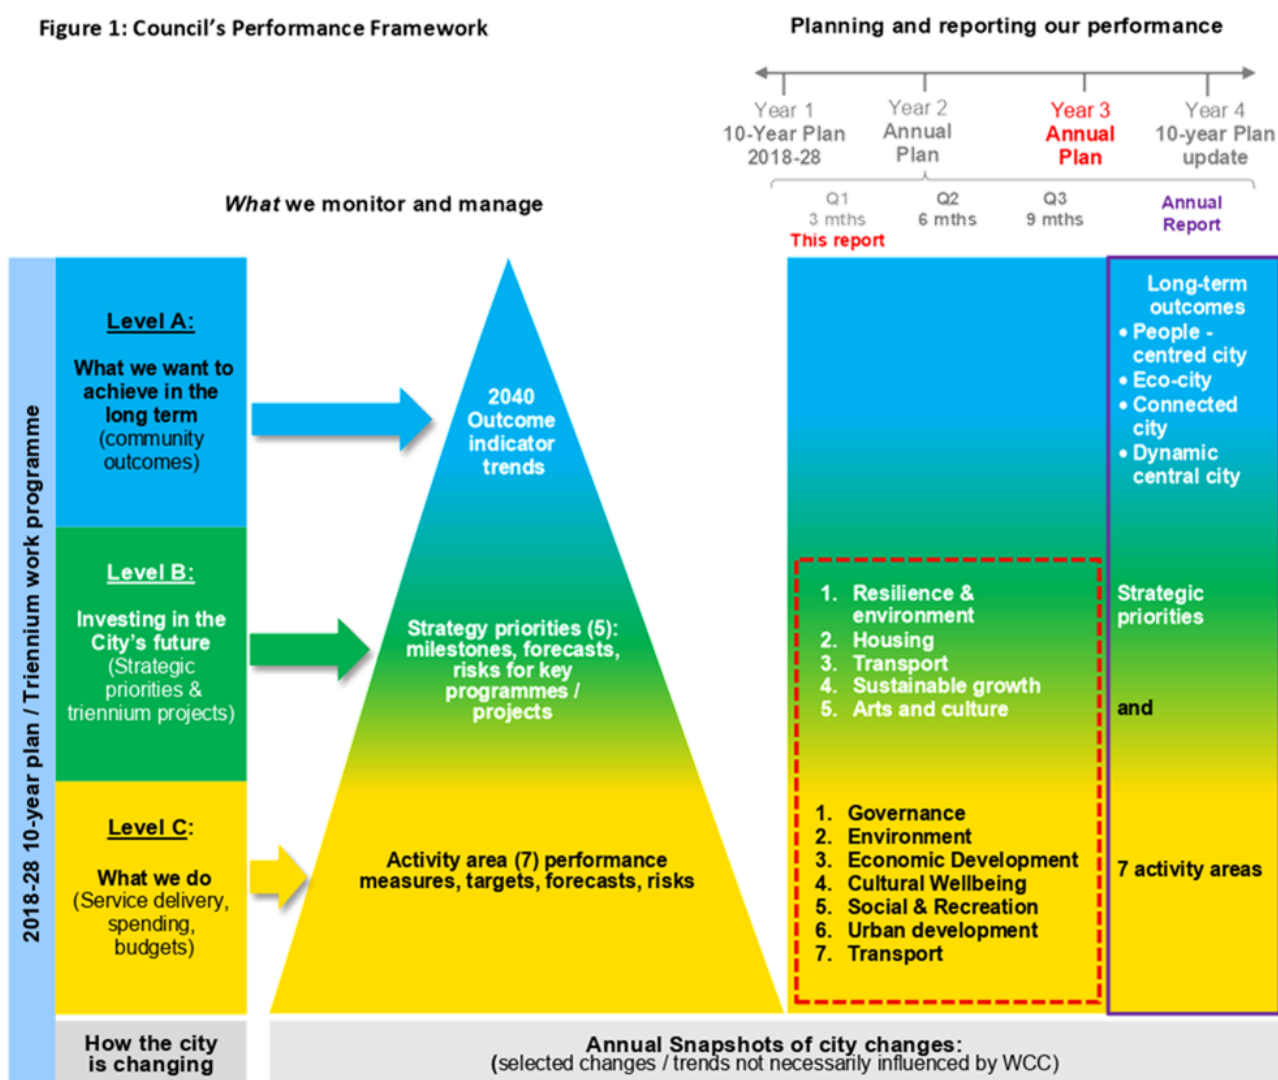 Figure 1: Council's Performance Framework
Planning and reporting our performance
Year 1
10-Year Plan
2018-28
Year 2
Annual
Plan
Year 3
Annual
Plan
Year 4
10-year Plan
update
Q1
3 mths
This report
Q2
6 mths
Q3
9 mths
Annual
Report
What we monitor and manage
2018-28 10-year plan / Triennium work programme
Level A:
What we want to
achieve in the
long term
(community
outcomes)
2040
Outcome
indicator
trends
Long-term
outcomes
• People -
centred city
• Eco-city
• Connected
city
• Dynamic
central city
Level B:
Investing in the
City's future
(Strategic
priorities &
triennium projects)
Strategy priorities (5):
milestones, forecasts,
risks for key
programmes /
projects
1. Resilience &
environment
2. Housing
3. Transport
4. Sustainable growth
5. Arts and culture
Strategic
priorities
and
Level C:
What we do
(Service delivery,
spending,
budgets)
Activity area (7) performance
measures, targets, forecasts, risks
1. Governance
2. Environment
3. Economic Development
4. Cultural Wellbeing
5. Social & Recreation
6. Urban development
7. Transport
7 activity areas
How the city
is changing
Annual Snapshots of city changes:
(selected changes / trends not necessarily influenced by WCC)